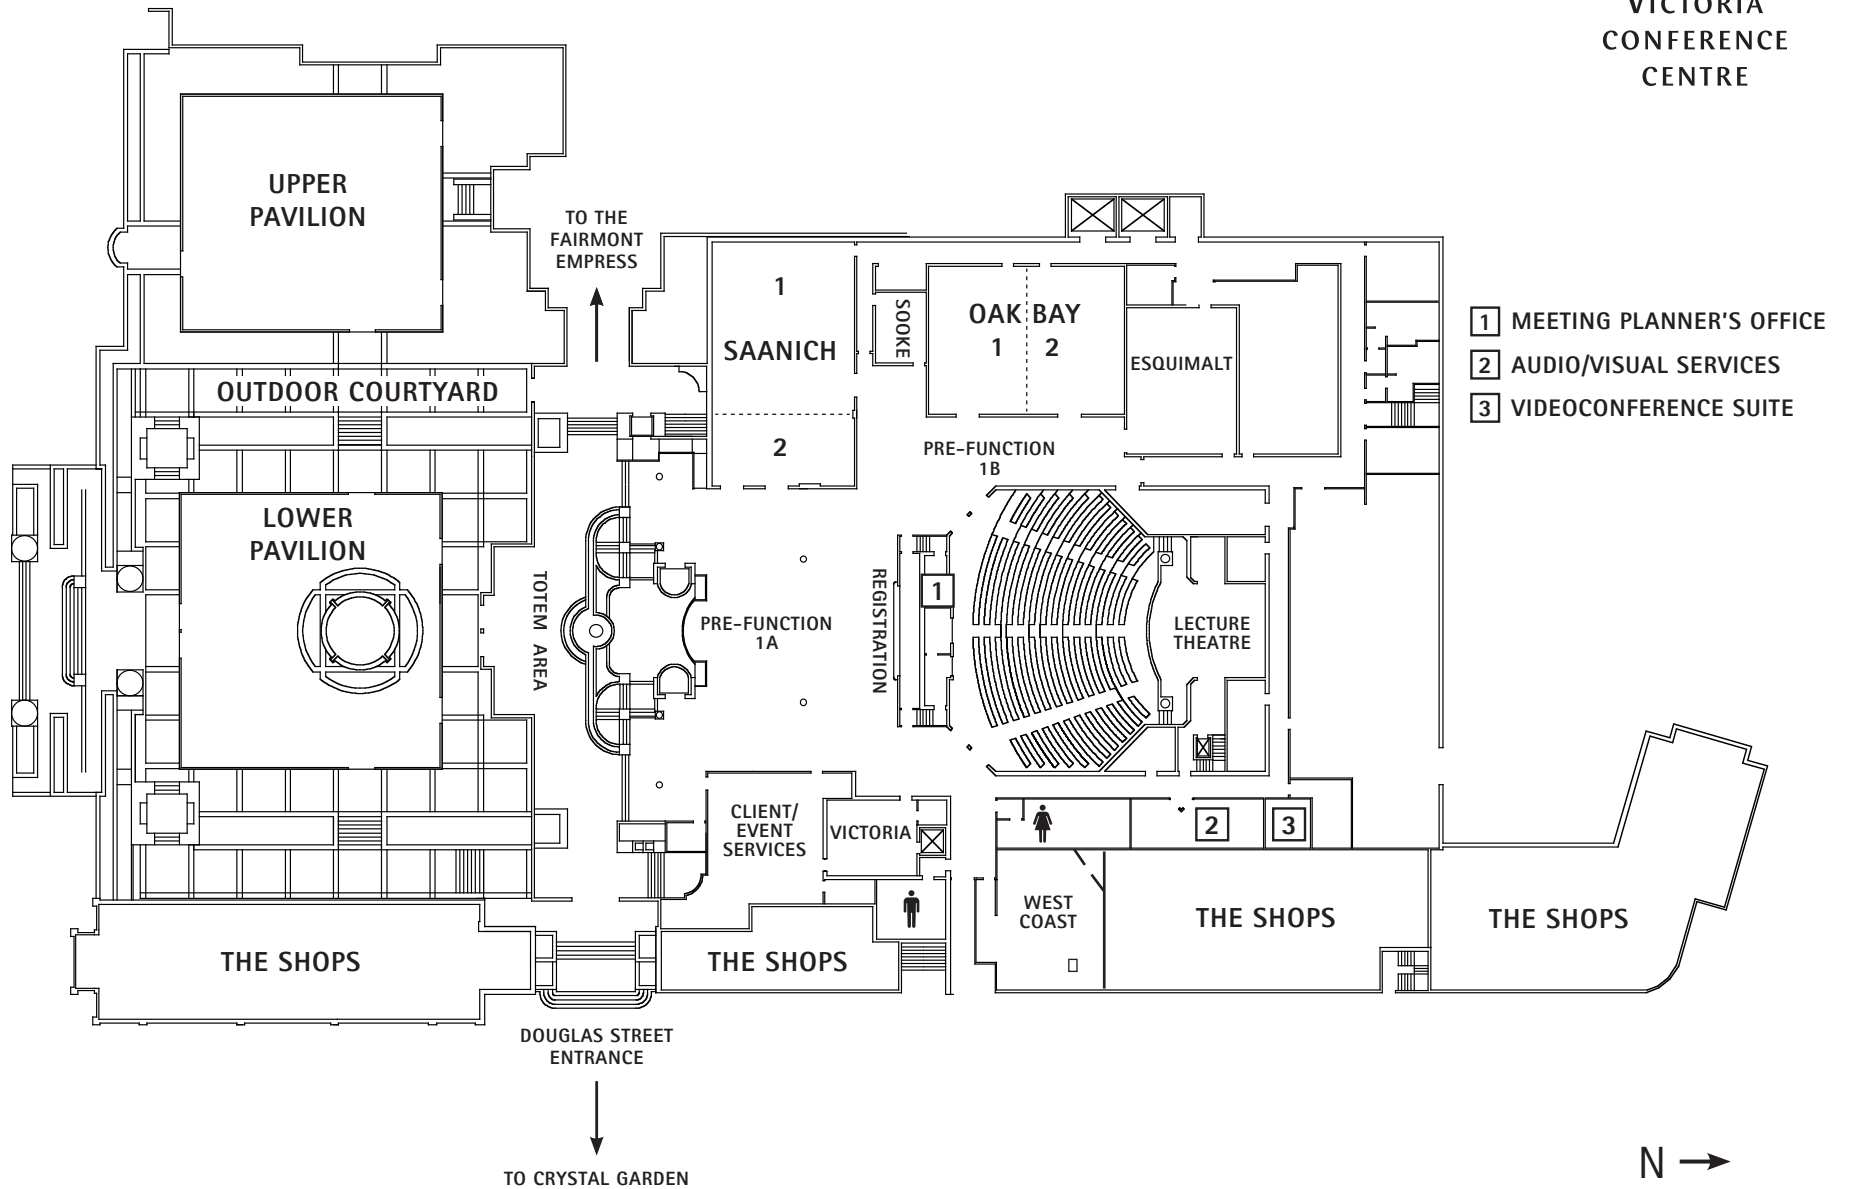 VICTORIA
CONFERENCE
CENTRE
UPPER
PAVILION
TO THE
FAIRMONT
EMPRESS
1
SAANICH
2
SOOKE
OAK BAY
1 2
ESQUIMALT
1 MEETING PLANNER'S OFFICE
2 AUDIO/VISUAL SERVICES
3 VIDEOCONFERENCE SUITE
OUTDOOR COURTYARD
PRE-FUNCTION
1B
LOWER
PAVILION
TOTEM AREA
PRE-FUNCTION
1A
REGISTRATION
1
LECTURE
THEATRE
CLIENT/
EVENT
SERVICES
VICTORIA
2
3
WEST
COAST
THE SHOPS
THE SHOPS
THE SHOPS
THE SHOPS
DOUGLAS STREET
ENTRANCE
TO CRYSTAL GARDEN
N